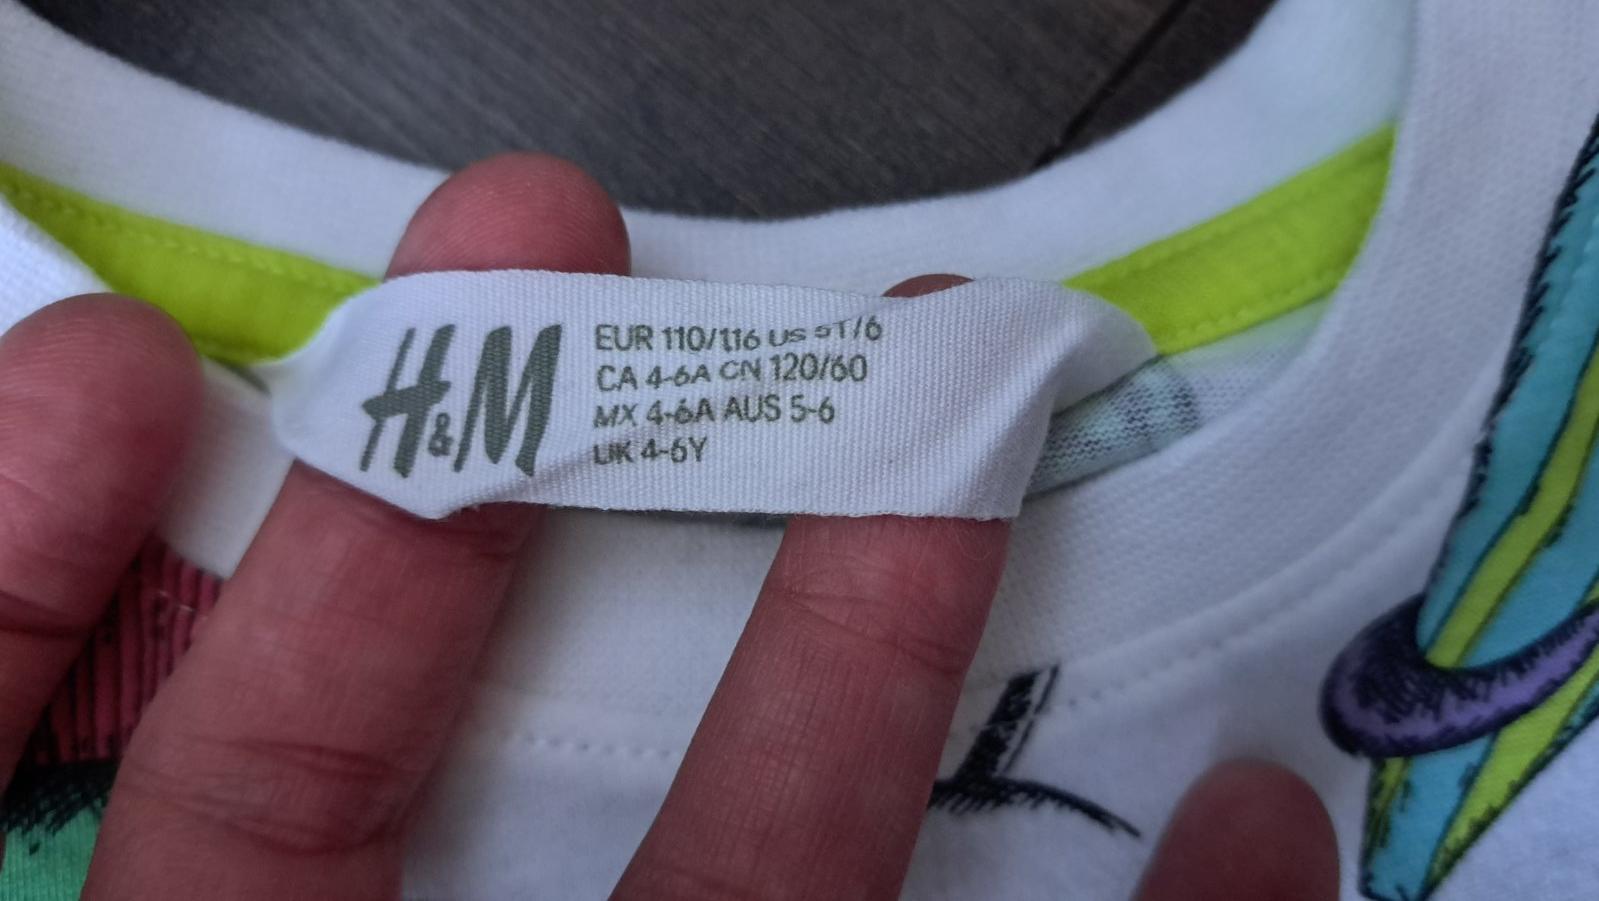 H&M
EUR 110/116 US 5T/6
CA 4-6A CN 120/60
MX 4-6A AUS 5-6
UK 4-6Y